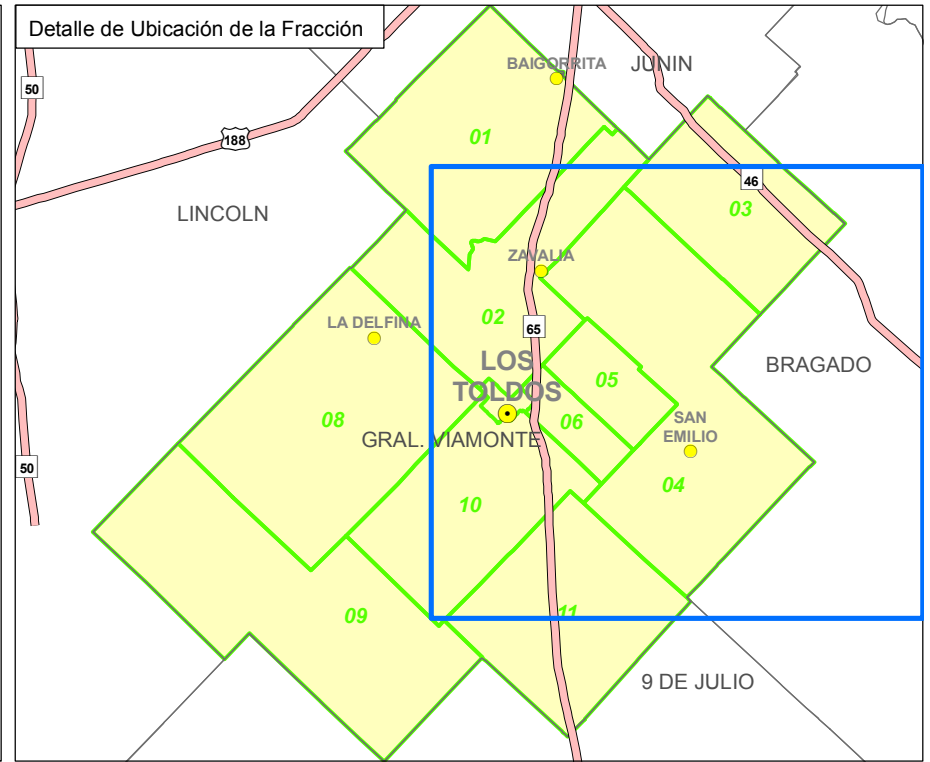 Detalle de Ubicación de la Fracción
BAIGORRITA
JUNIN
50
188
01
46
LINCOLN
03
ZAVALIA
02
LA DELFINA
65
LOS
TOLDOS
BRAGADO
05
08
06
SAN
EMILIO
GRAL. VIAMONTE
50
04
10
09
11
9 DE JULIO